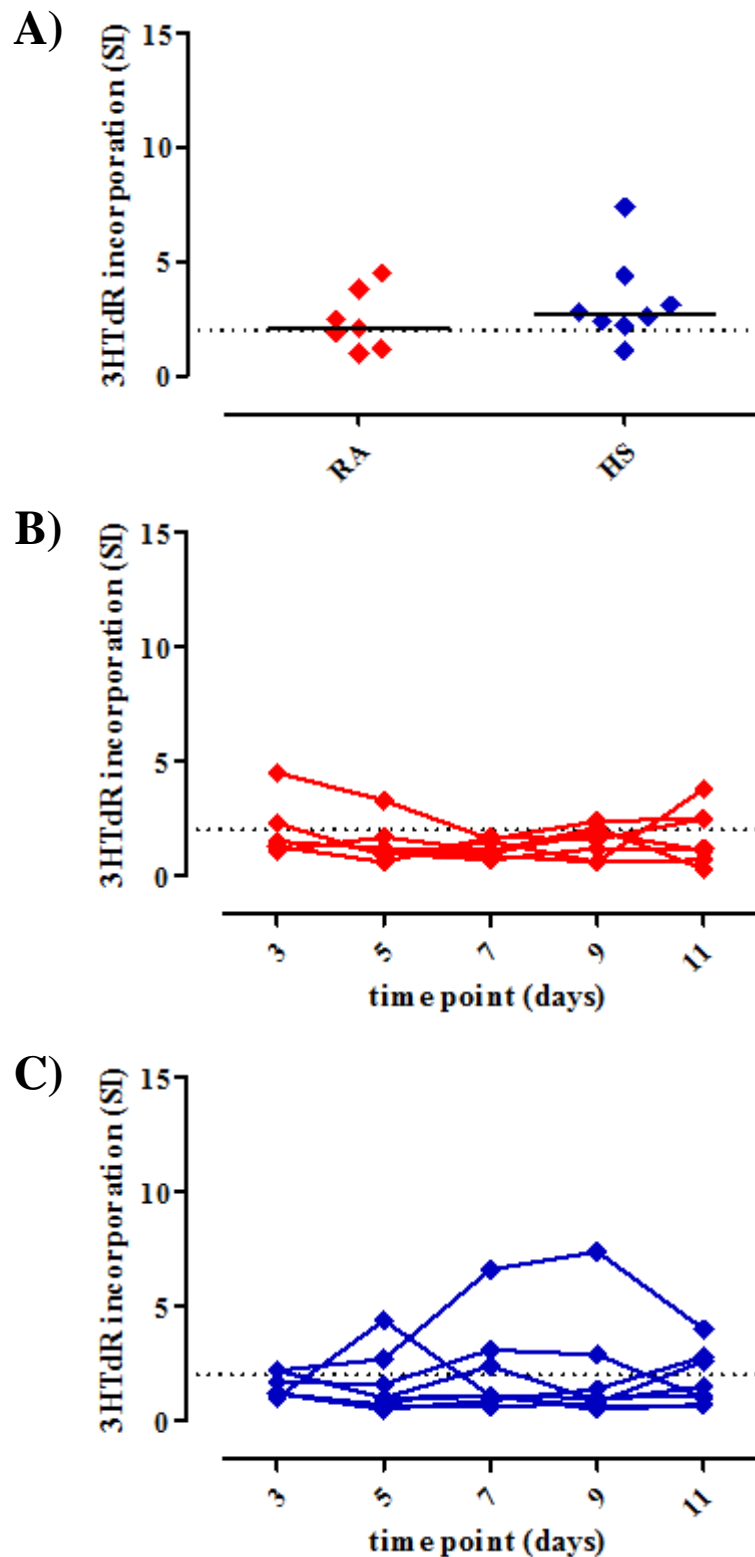 A)
3HTdR incorporation (SI)
15
10
5
0
RA
HS
B)
3HTdR incorporation (SI)
15
10
5
0
3
5
7
9
11
time point (days)
C)
3HTdR incorporation (SI)
15
10
5
0
3
5
7
9
11
time point (days)